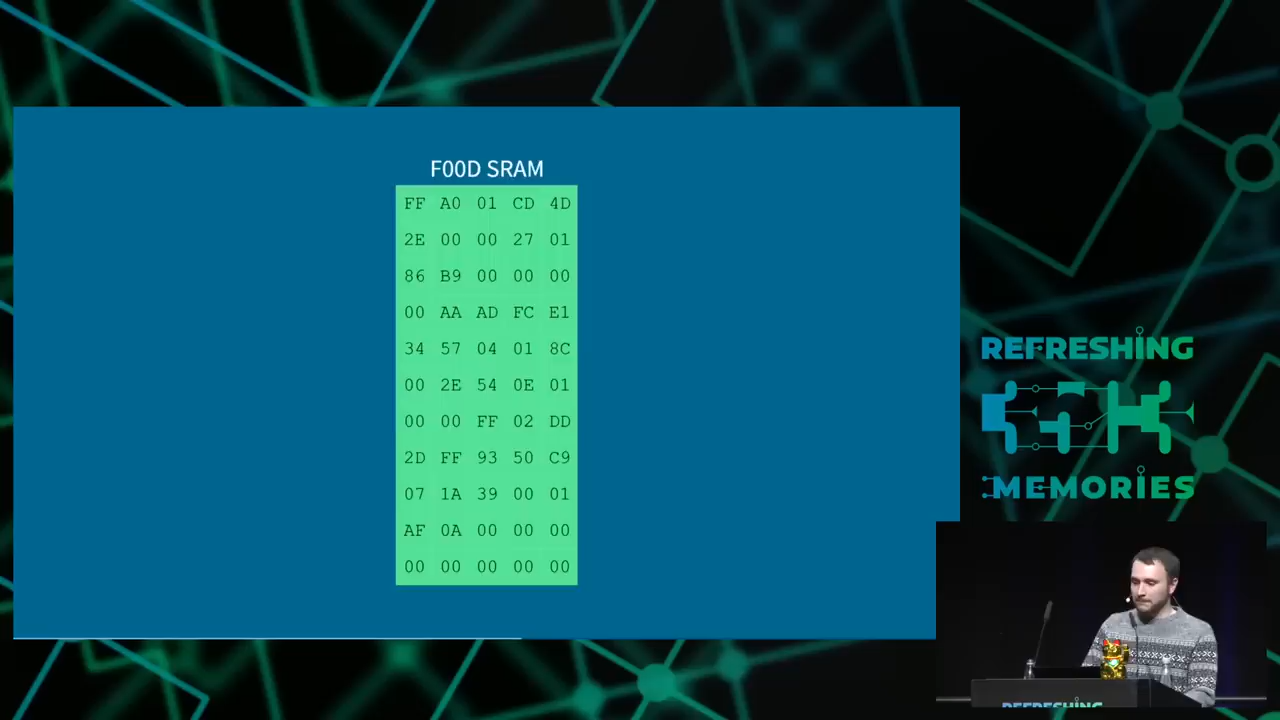 F00D SRAM
FF A0 01 CD 4D
2E 00 00 27 01
86 B9 00 00 00
00 AA AD FC E1
34 57 04 01 8C
00 2E 54 0E 01
00 00 FF 02 DD
2D FF 93 50 C9
07 1A 39 00 01
AF 0A 00 00 00
00 00 00 00 00
REFRESHING
MEMORIES
REFRESHING